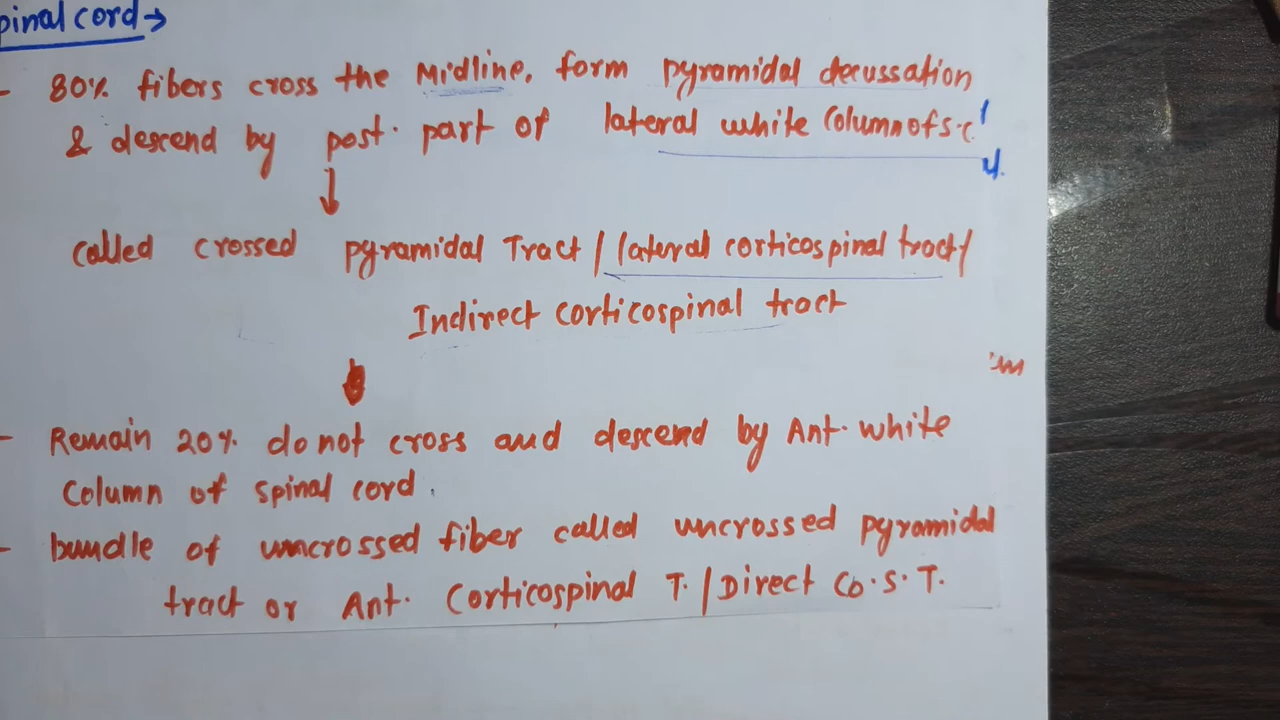 pinal cord→
- 80% fibers cross the Midline, form pyramidal decussation
& descend by post. part of lateral white Column of s.c
↓
called crossed pyramidal Tract / lateral corticospinal tract/
Indirect corticospinal tract
- Remain 20% do not cross and descend by Ant. white
Column of spinal cord.
- bundle of uncrossed fiber called uncrossed pyramidal
tract or Ant. Corticospinal T. / Direct Co.S.T.